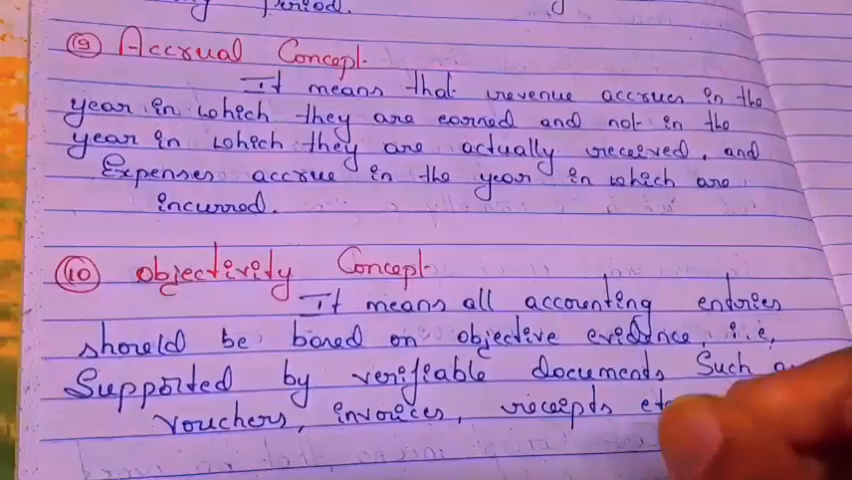 Period.
⑨ Accrual Concept
It means that revenue accrues in the
year in which they are earned and not in the
year in which they are actually received. and
Expenses accrue in the year in which are
incurred.
⑩ Objectivity Concept
It means all accounting entries
should be based on objective evidence, i.e,
Supported by verifiable documents Such
vouchers, invoices, receipts etc